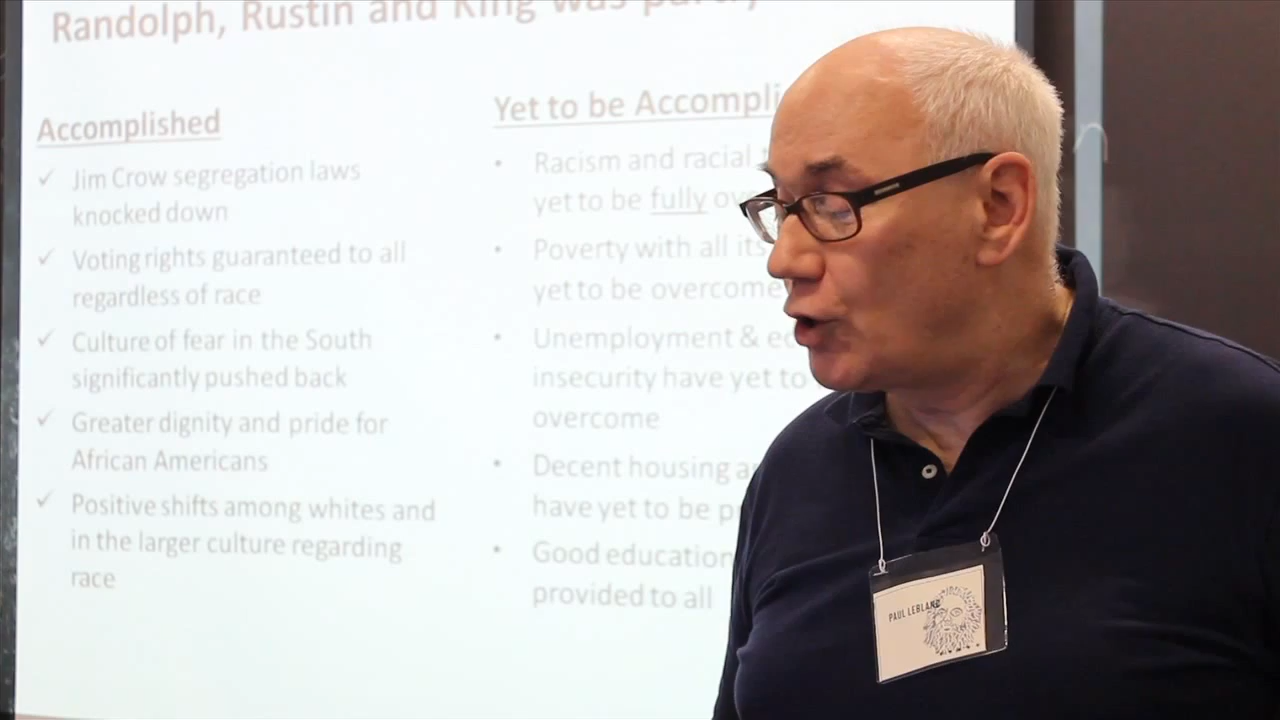 Randolph, Rustin and King was partly
Accomplished
Jim Crow segregation laws
knocked down
Voting rights guaranteed to all
regardless of race
Culture of fear in the South
significantly pushed back
Greater dignity and pride for
African Americans
Positive shifts among whites and
in the larger culture regarding
race
Yet to be Accompli
Racism and racial
yet to be fully
Poverty with all its
yet to be overcome
Unemployment &
insecurity have yet to
overcome
Decent housing
have yet to be
Good education
provided to all
PAUL LEBLANC